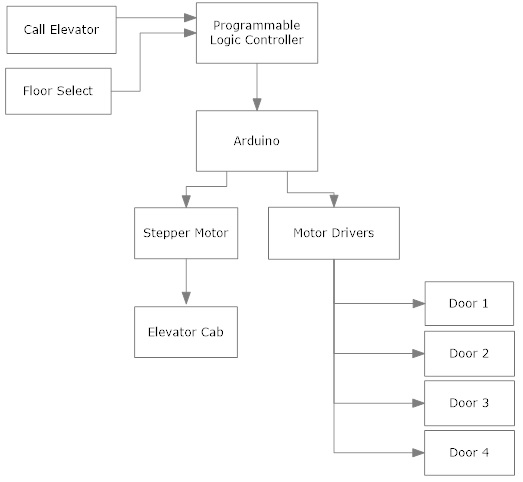 Call Elevator
Programmable
Logic Controller
Floor Select
Arduino
Stepper Motor
Motor Drivers
Elevator Cab
Door 1
Door 2
Door 3
Door 4